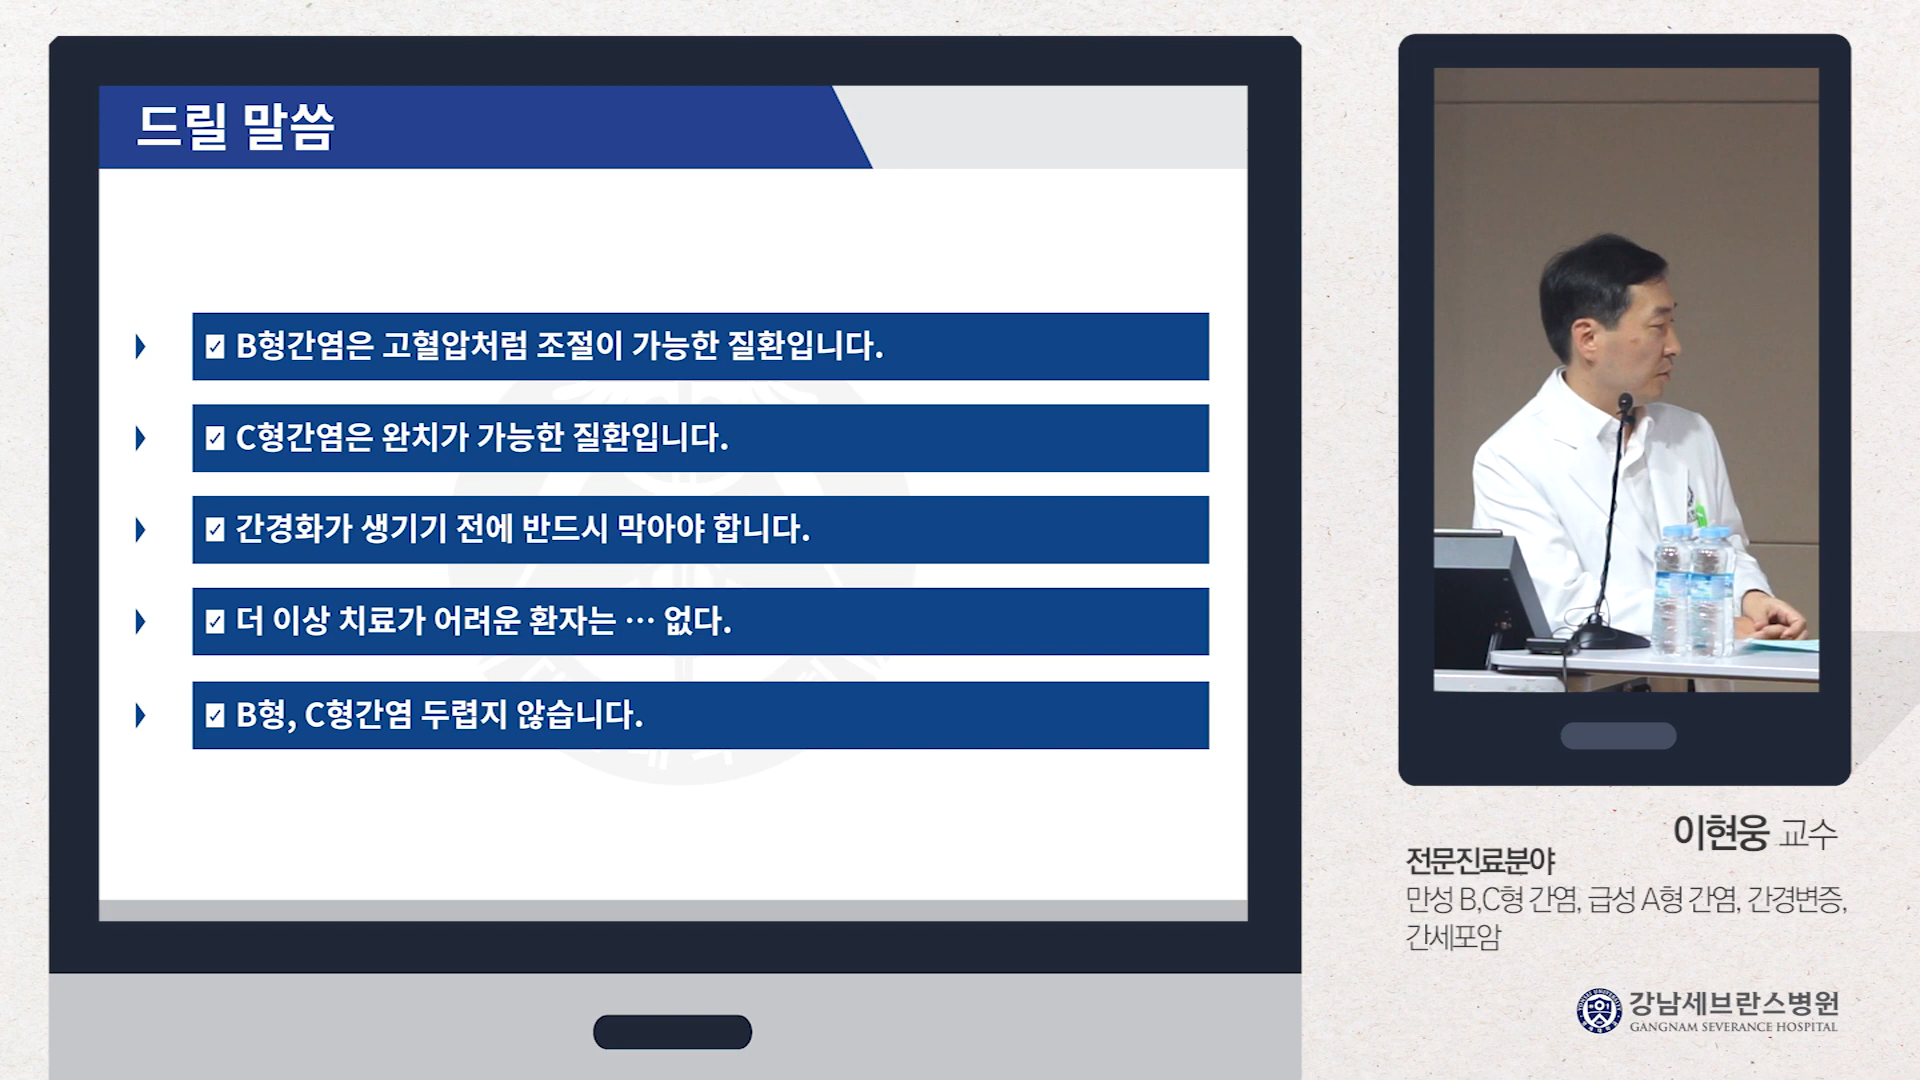 드릴 말씀
☑ B형간염은 고혈압처럼 조절이 가능한 질환입니다.
☑ C형간염은 완치가 가능한 질환입니다.
☑ 간경화가 생기기 전에 반드시 막아야 합니다.
☑ 더 이상 치료가 어려운 환자는 … 없다.
☑ B형, C형간염 두렵지 않습니다.
이현웅 교수
전문진료분야
만성 B,C형 간염, 급성 A형 간염, 간경변증,
간세포암
강남세브란스병원
GANGNAM SEVERANCE HOSPITAL